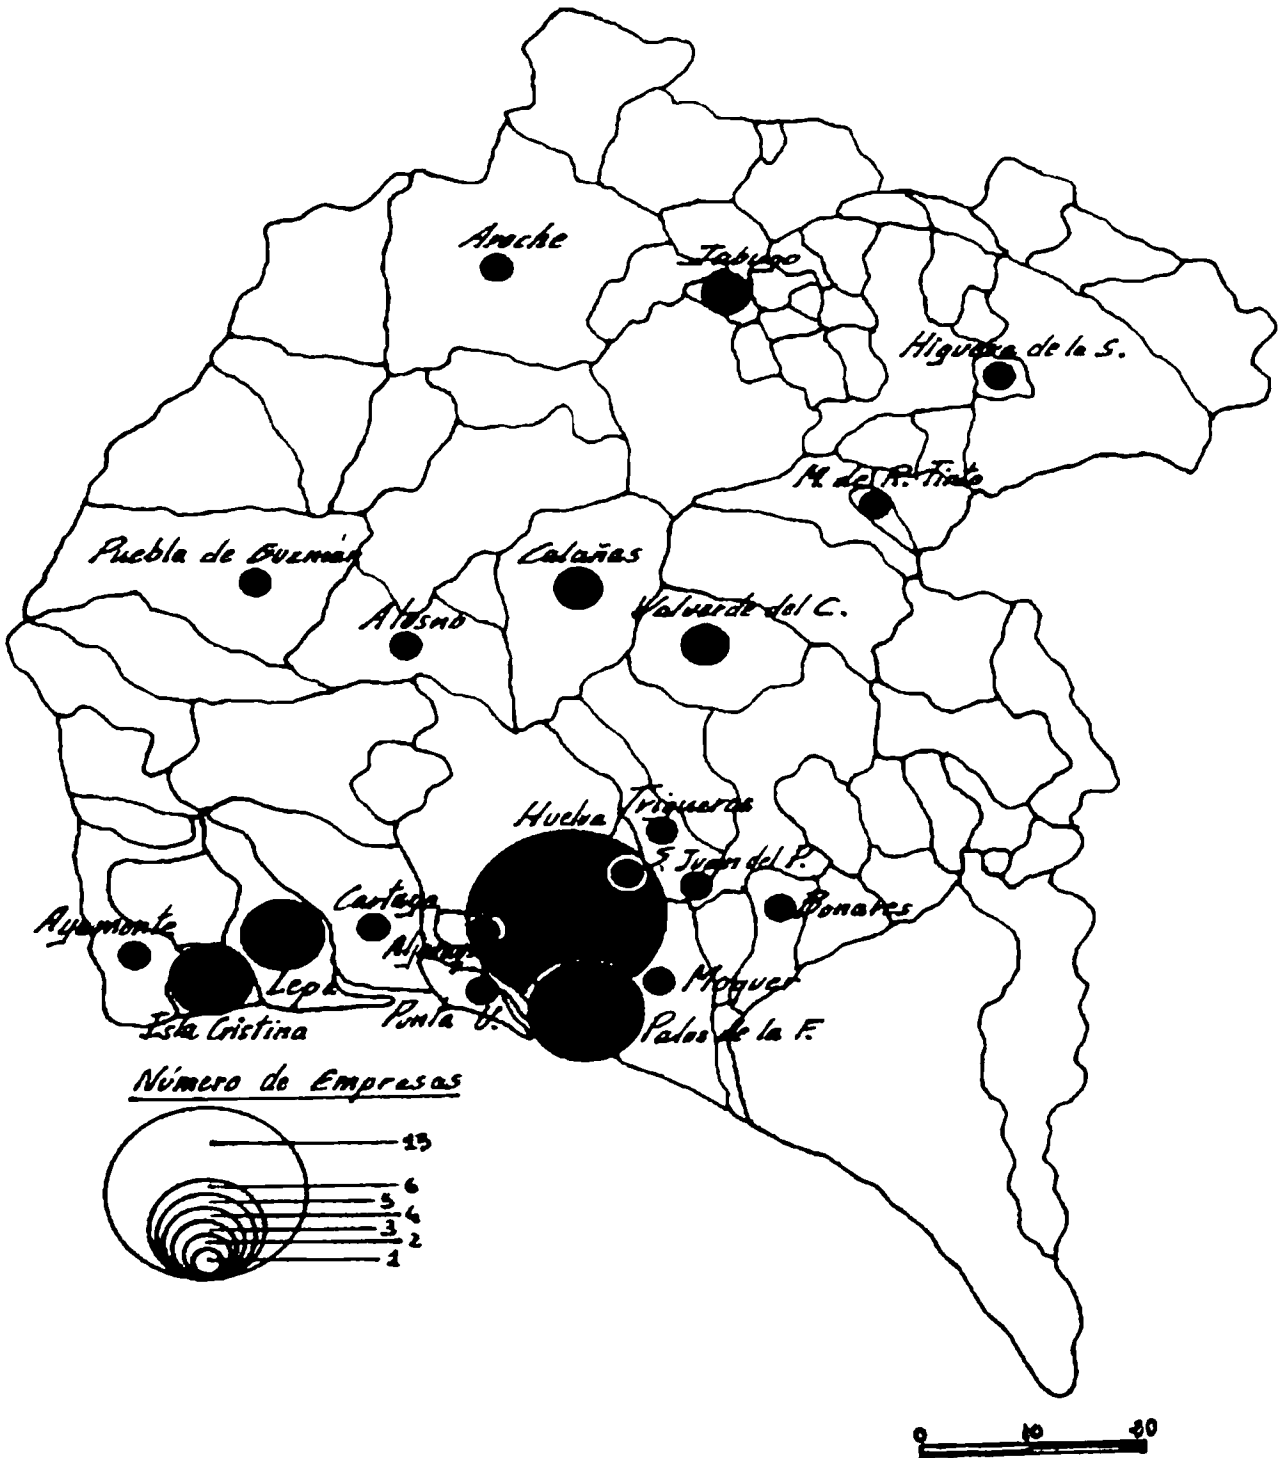 Aroche
Jabugo
Higuera de la S.
M. de R. Tinto
Puebla de Guzmán
Calañas
Alosno
Valverde del C.
Huelva
Trigueros
S. Juan del P.
Cartaya
Bonares
Ayamonte
Aljaraque
Lepe
Moguer
Isla Cristina
Punta U.
Palos de la F.
Número de Empresas
13
6
5
4
3
2
1
0 10